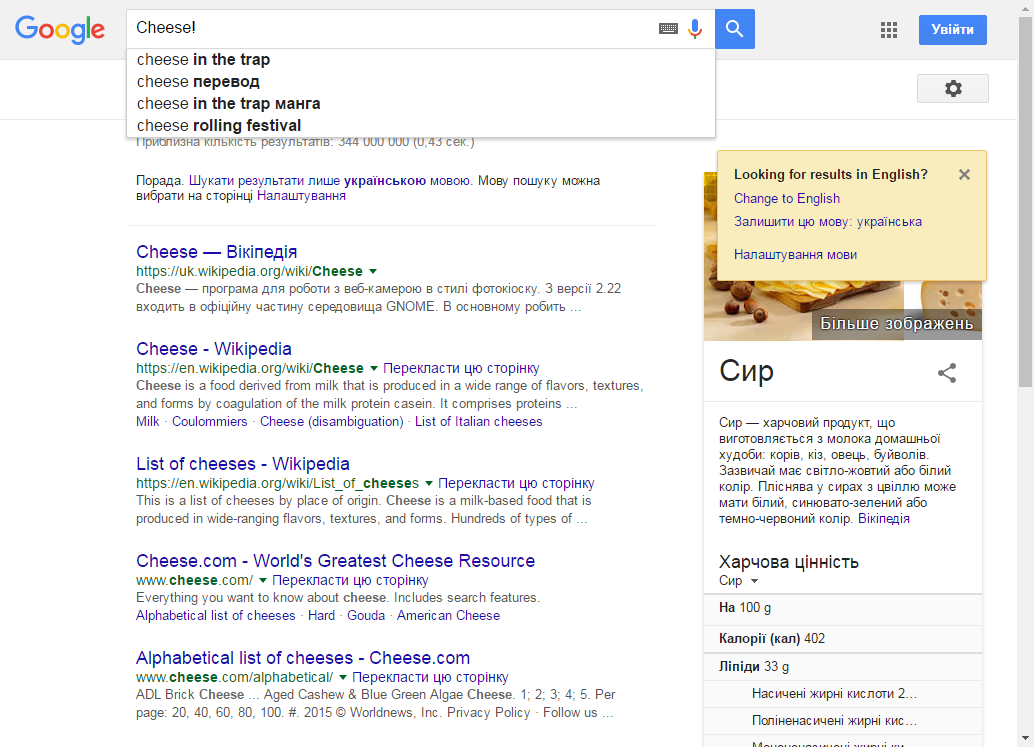 Google
Cheese!
Увійти
cheese in the trap
cheese перевод
cheese in the trap манга
cheese rolling festival
Приблизна кількість результатів: 344 000 000 (0,43 сек.)
Порада. Шукати результати лише українською мовою. Мову пошуку можна
вибрати на сторінці Налаштування
Cheese — Вікіпедія
https://uk.wikipedia.org/wiki/Cheese
Cheese — програма для роботи з веб-камерою в стилі фотокіоску. З версії 2.22
входить в офіційну частину середовища GNOME. В основному робить ...
Cheese - Wikipedia
https://en.wikipedia.org/wiki/Cheese Перекласти цю сторінку
Cheese is a food derived from milk that is produced in a wide range of flavors, textures,
and forms by coagulation of the milk protein casein. It comprises proteins ...
Milk · Coulommiers · Cheese (disambiguation) · List of Italian cheeses
List of cheeses - Wikipedia
https://en.wikipedia.org/wiki/List_of_cheeses Перекласти цю сторінку
This is a list of cheeses by place of origin. Cheese is a milk-based food that is
produced in wide-ranging flavors, textures, and forms. Hundreds of types of ...
Cheese.com - World's Greatest Cheese Resource
www.cheese.com/ Перекласти цю сторінку
Everything you want to know about cheese. Includes search features.
Alphabetical list of cheeses · Hard · Gouda · American Cheese
Alphabetical list of cheeses - Cheese.com
www.cheese.com/alphabetical/ Перекласти цю сторінку
ADL Brick Cheese ... Aged Cashew & Blue Green Algae Cheese. 1; 2; 3; 4; 5. Per
page: 20, 40, 60, 80, 100. #. 2015 © Worldnews, Inc. Privacy Policy · Follow us ...
Looking for results in English?
Change to English
Залишити цю мову: українська
Налаштування мови
Більше зображень
Сир
Сир — харчовий продукт, що
виготовляється з молока домашньої
худоби: корів, кіз, овець, буйволів.
Зазвичай має світло-жовтий або білий
колір. Пліснява у сирах з цвіллю може
мати білий, синювато-зелений або
темно-червоний колір. Вікіпедія
Харчова цінність
Сир
На 100 g
Калорії (кал) 402
Ліпіди 33 g
Насичені жирні кислоти 2…
Поліненасичені жирні кис…
Мононенасичені жирні ки…